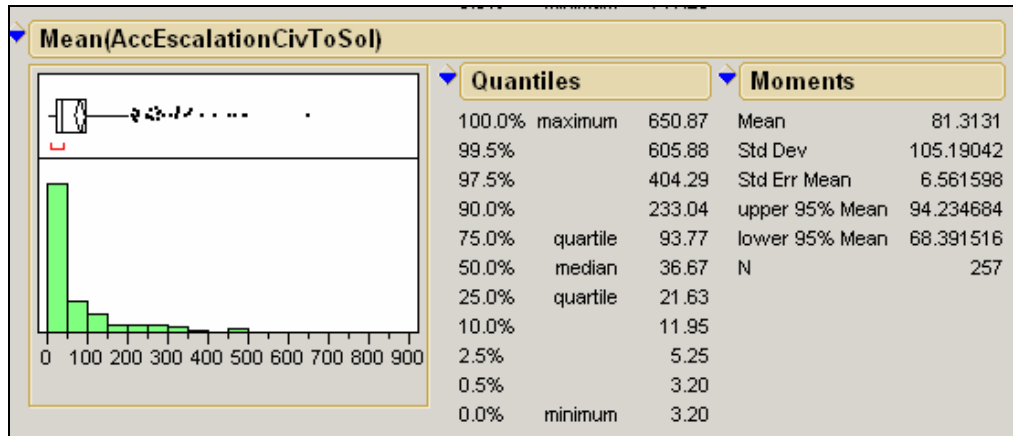 Mean(AccEscalationCivToSol)
0 100 200 300 400 500 600 700 800 900
Quantiles
100.0% maximum 650.87
99.5% 605.88
97.5% 404.29
90.0% 233.04
75.0% quartile 93.77
50.0% median 36.67
25.0% quartile 21.63
10.0% 11.95
2.5% 5.25
0.5% 3.20
0.0% minimum 3.20
Moments
Mean 81.3131
Std Dev 105.19042
Std Err Mean 6.561598
upper 95% Mean 94.234684
lower 95% Mean 68.391516
N 257